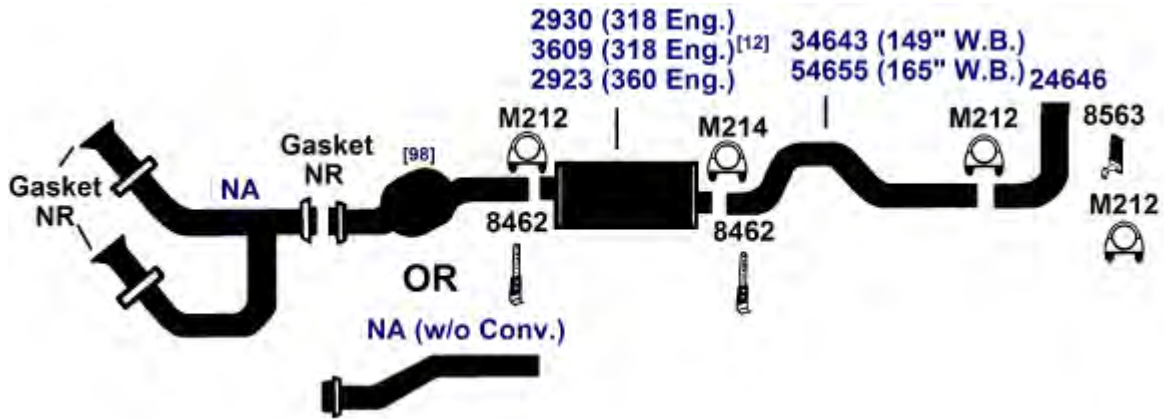 2930 (318 Eng.)
3609 (318 Eng.)[12]
2923 (360 Eng.)
34643 (149" W.B.)
54655 (165" W.B.)
24646
M212
M214
M212
8563
Gasket
NR
Gasket
NR
NA
[98]
8462
8462
M212
OR
NA (w/o Conv.)